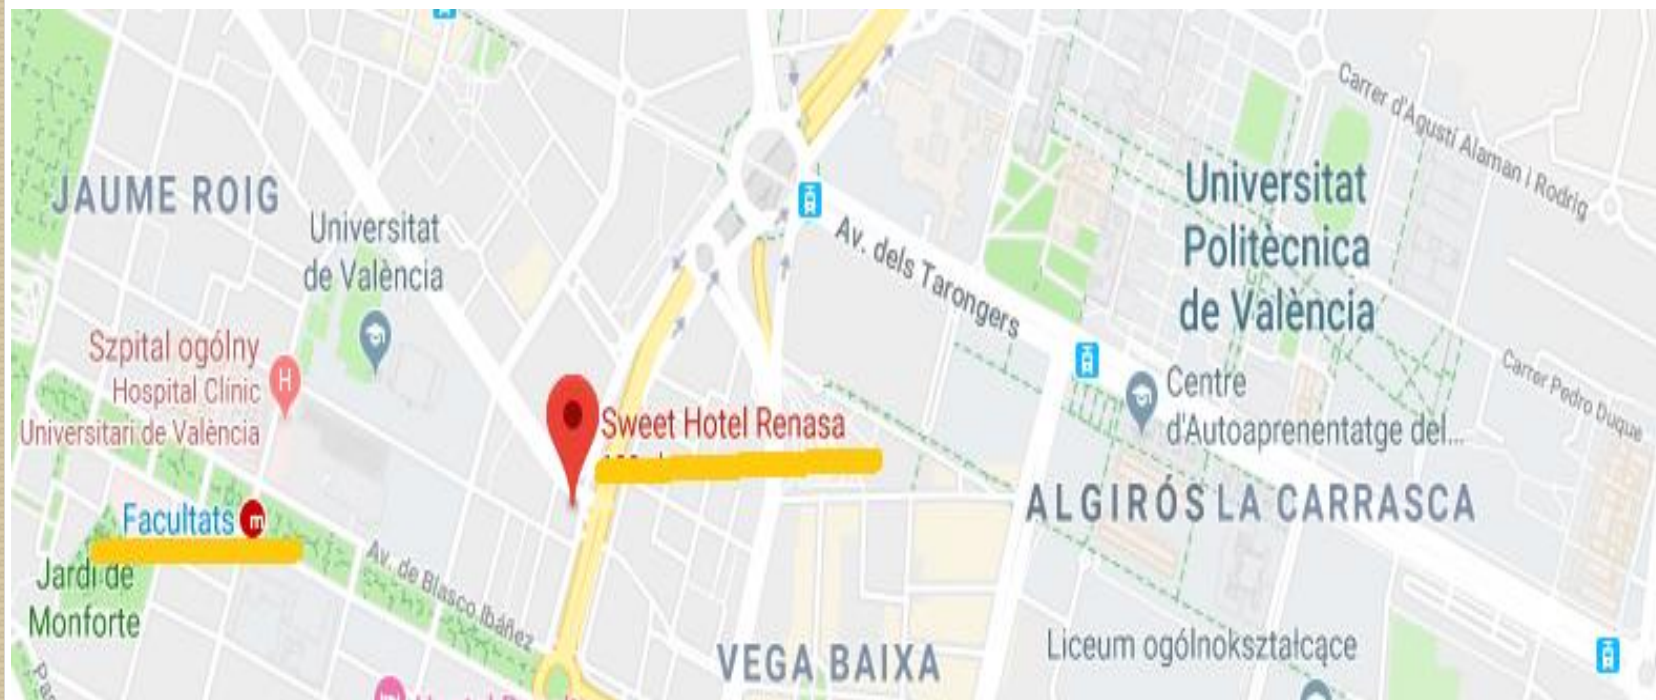 Carrer d'Agustí Alaman i Rodrig
JAUME ROIG
Universitat
de València
Universitat
Politècnica
de València
Av. dels Tarongers
Szpital ogólny
Hospital Clínic
Universitari de València
H
Carrer Pedro Duque
Centre
d'Autoaprenentatge del...
Sweet Hotel Renasa
ALGIRÓS LA CARRASCA
Facultats m
Av. de Blasco Ibáñez
Jardí de
Monforte
VEGA BAIXA
Liceum ogólnokształcące